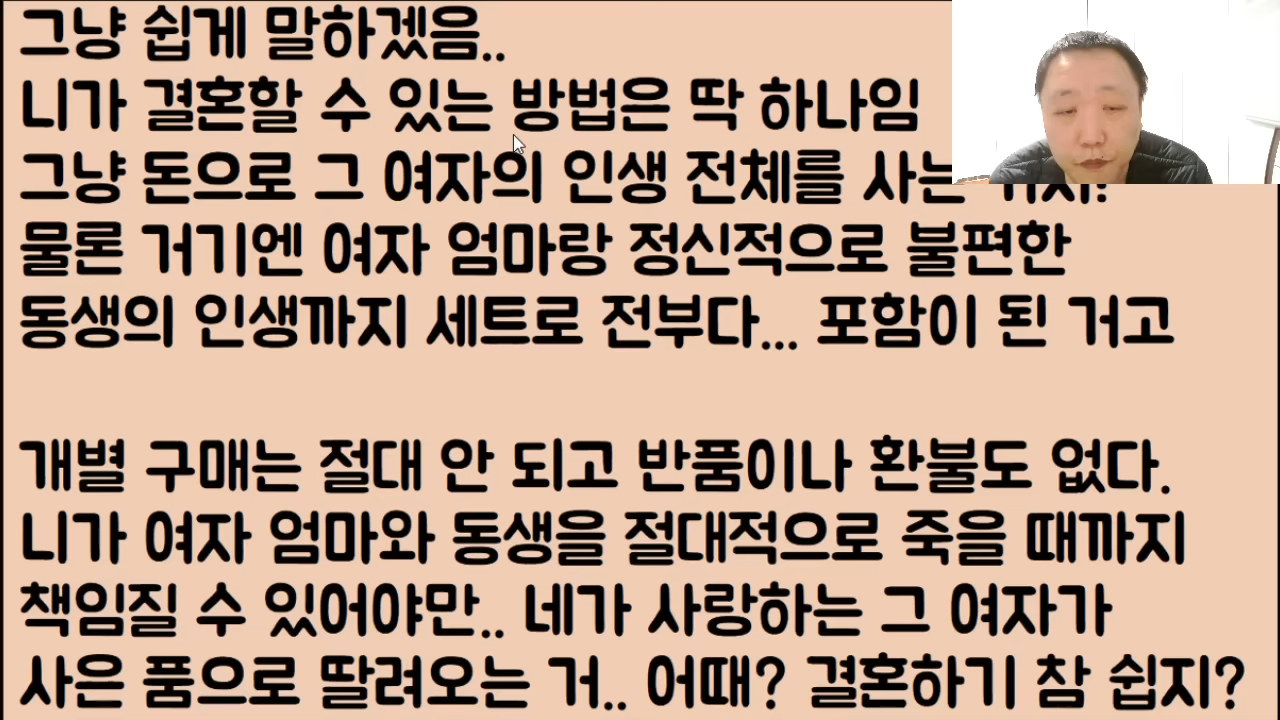 그냥 쉽게 말하겠음..
니가 결혼할 수 있는 방법은 딱 하나임
그냥 돈으로 그 여자의 인생 전체를 사는
물론 거기엔 여자 엄마랑 정신적으로 불편한
동생의 인생까지 세트로 전부다... 포함이 된 거고
개별 구매는 절대 안 되고 반품이나 환불도 없다.
니가 여자 엄마와 동생을 절대적으로 죽을 때까지
책임질 수 있어야만.. 네가 사랑하는 그 여자가
사은 품으로 딸려오는 거.. 어때? 결혼하기 참 쉽지?